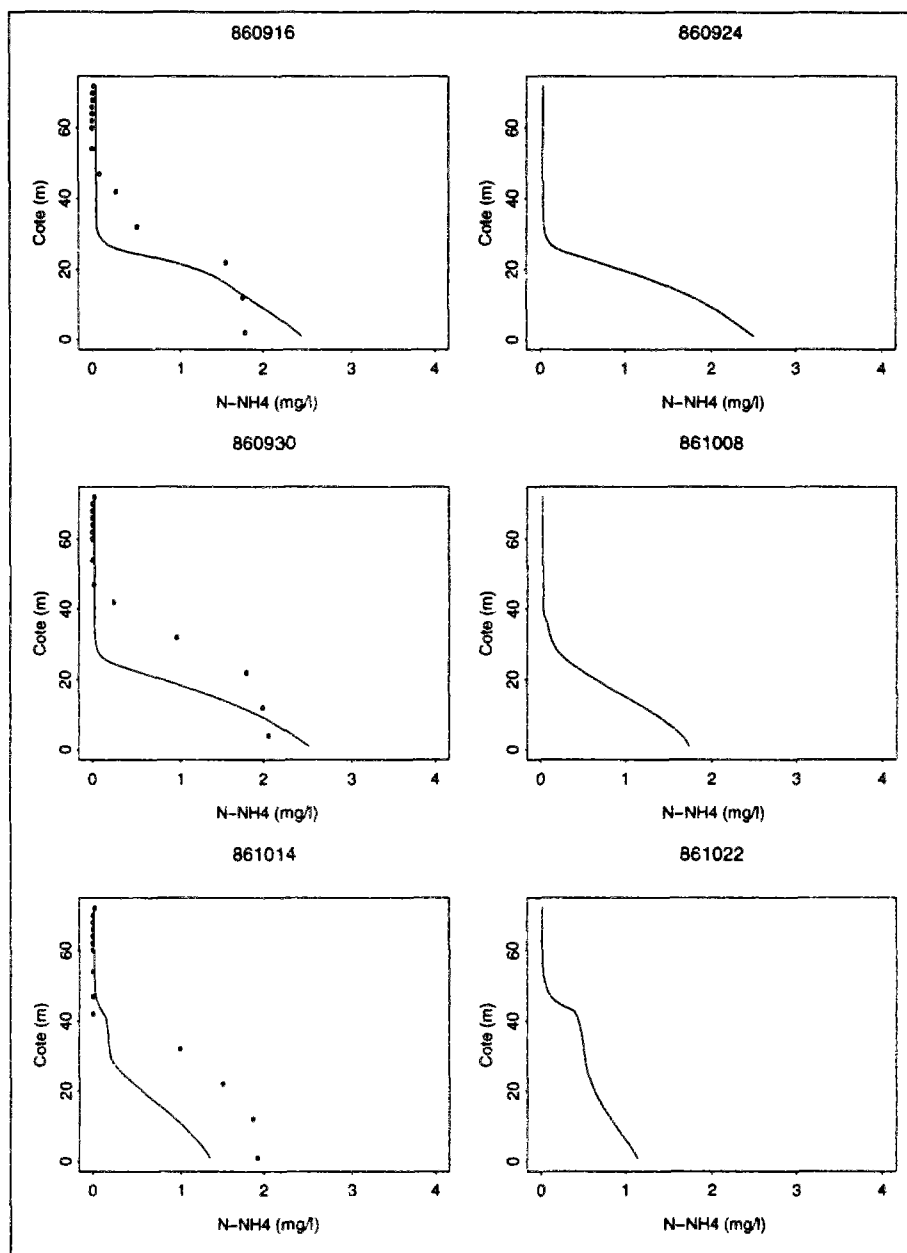 860916
860924
Cote (m)
60
40
20
0
0 1 2 3 4
N-NH4 (mg/l)
Cote (m)
60
40
20
0
0 1 2 3 4
N-NH4 (mg/l)
860930
861008
Cote (m)
60
40
20
0
0 1 2 3 4
N-NH4 (mg/l)
Cote (m)
60
40
20
0
0 1 2 3 4
N-NH4 (mg/l)
861014
861022
Cote (m)
60
40
20
0
0 1 2 3 4
N-NH4 (mg/l)
Cote (m)
60
40
20
0
0 1 2 3 4
N-NH4 (mg/l)